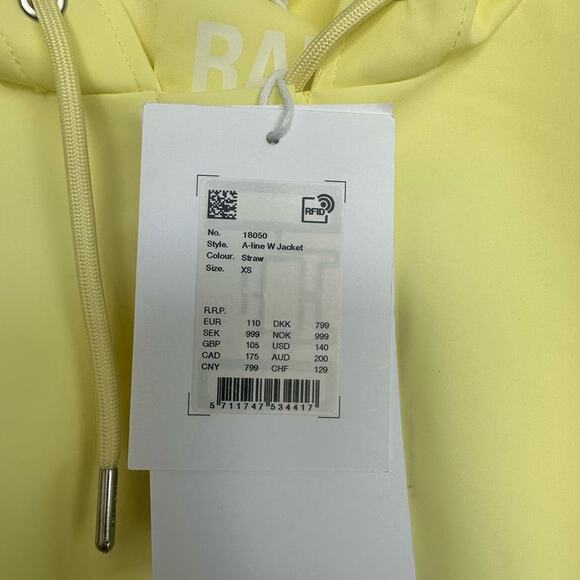 RAI
RFID
No. 18050
Style. A-line W Jacket
Colour. Straw
Size. XS
R.R.P.
EUR 110 DKK 799
SEK 999 NOK 999
GBP 105 USD 140
CAD 175 AUD 200
CNY 799 CHF 129
5 711747 534417